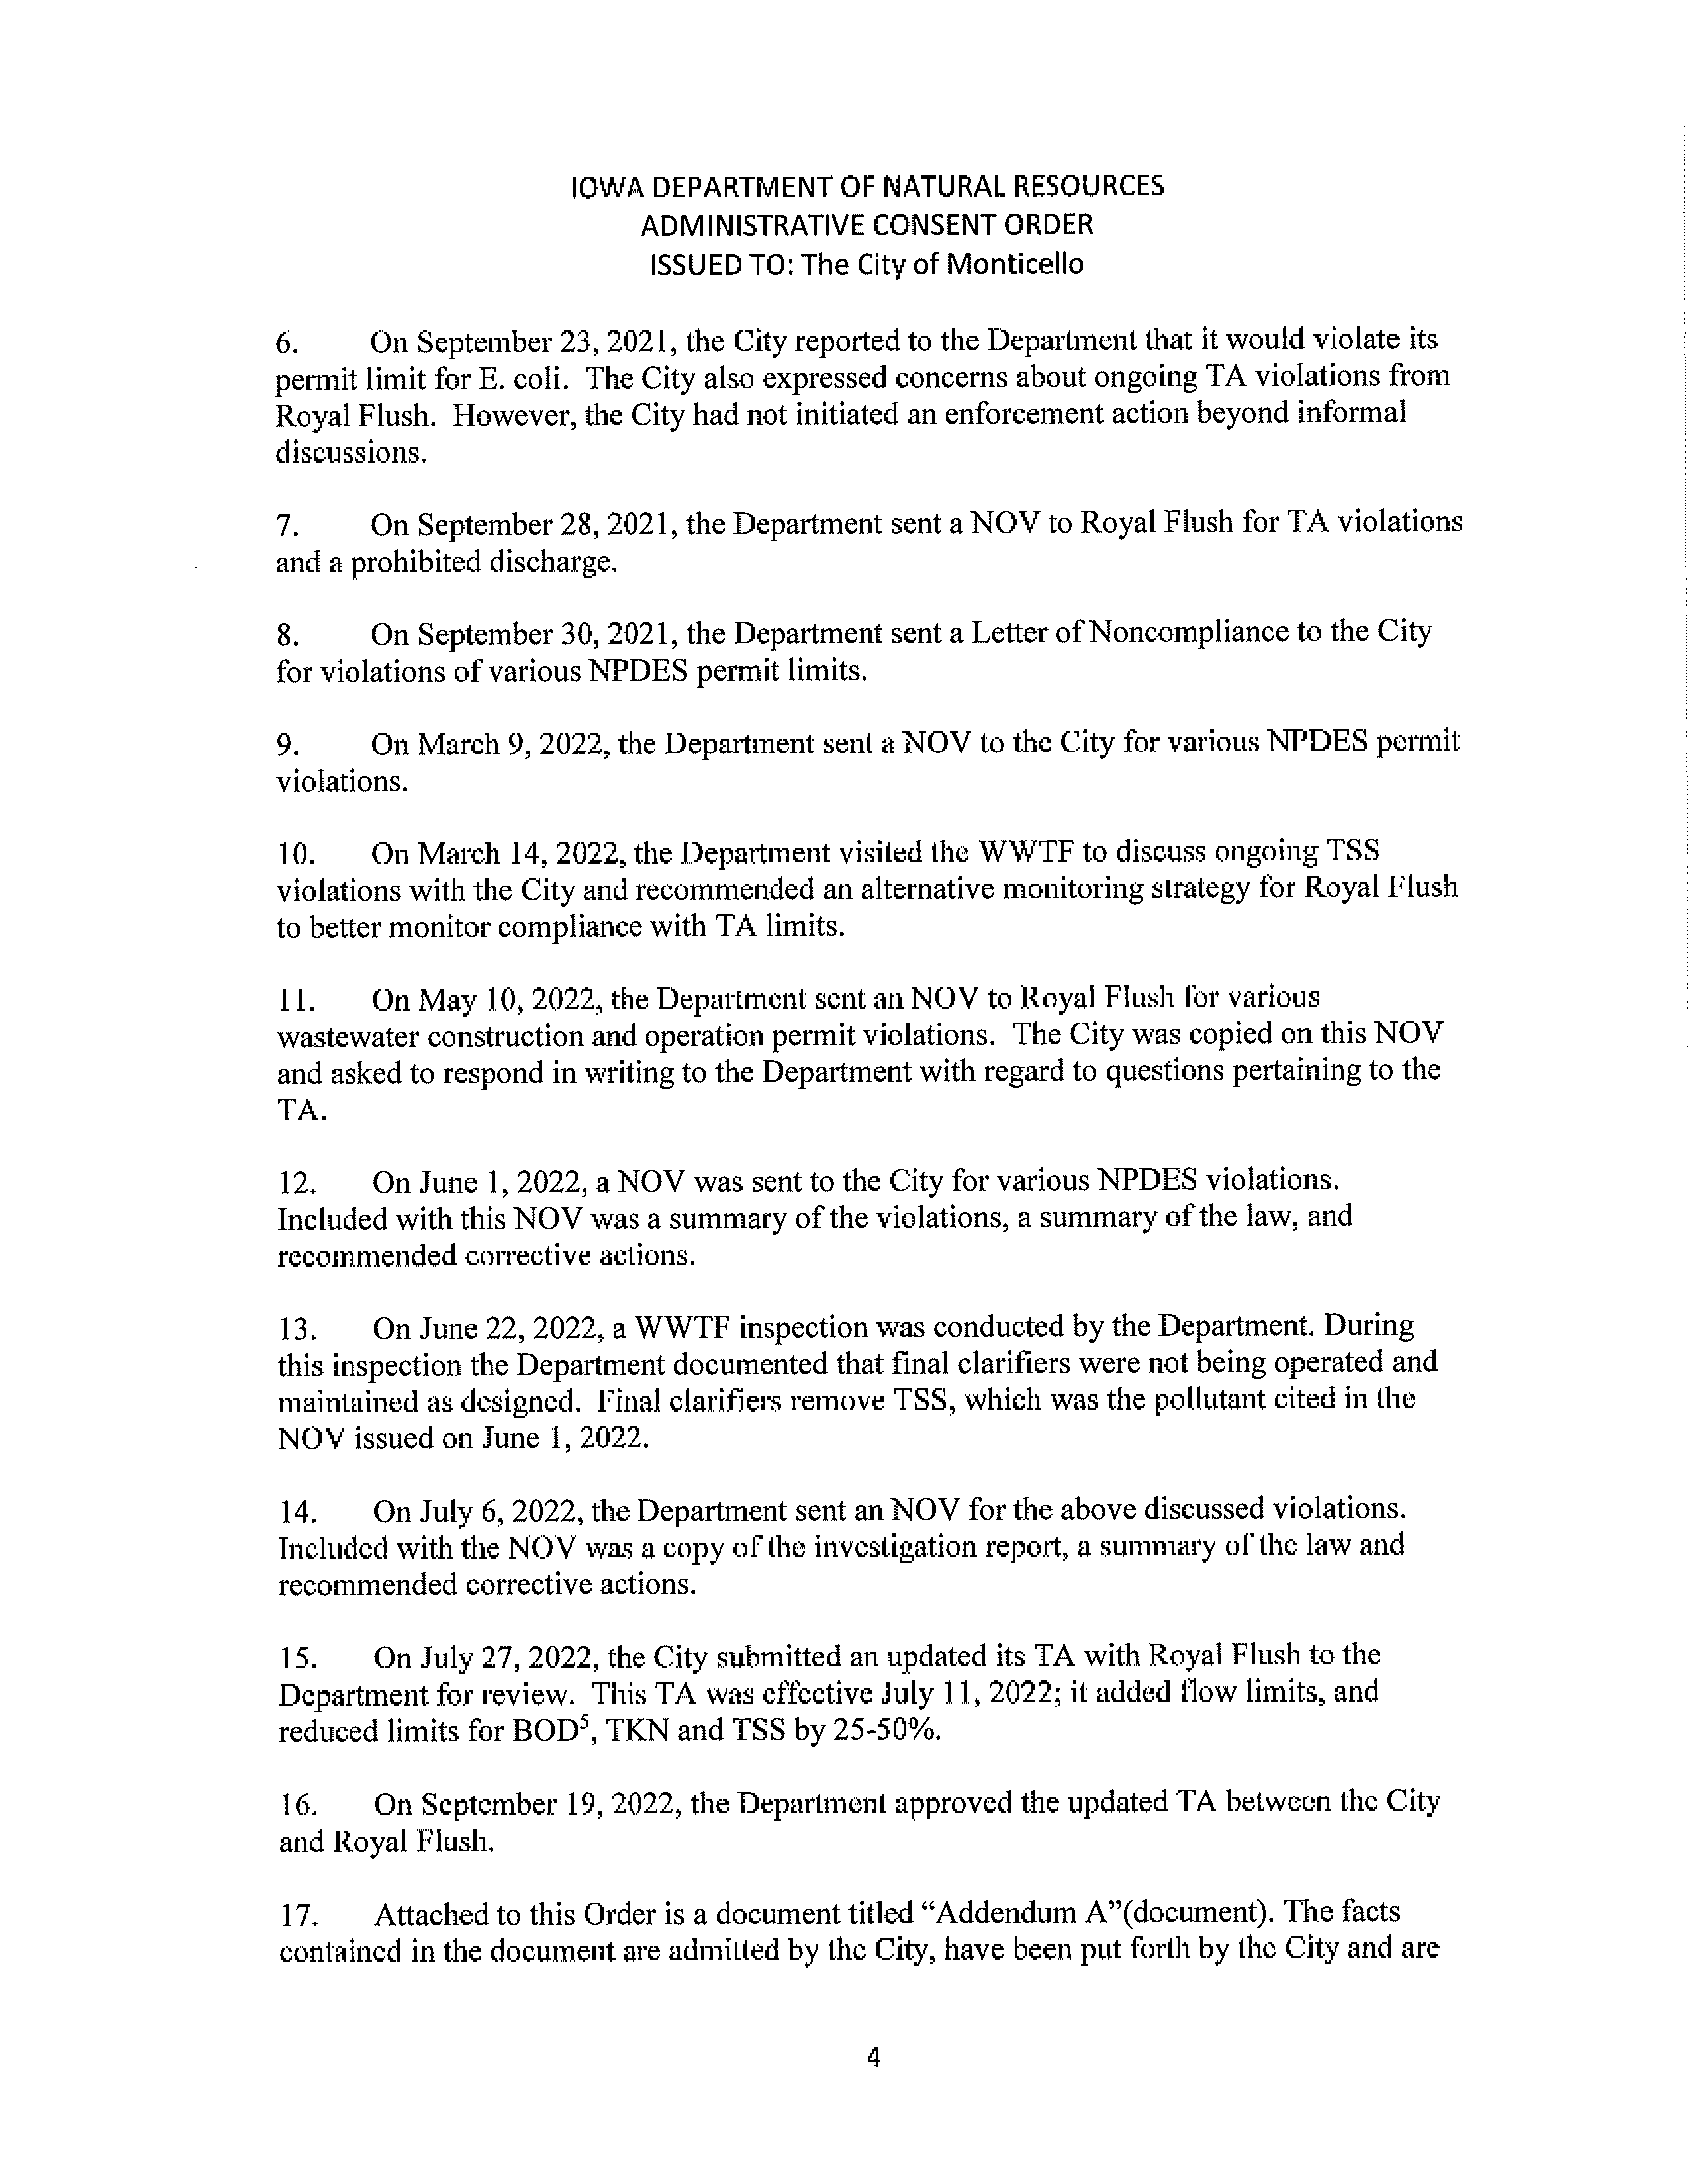 IOWA DEPARTMENT OF NATURAL RESOURCES
ADMINISTRATIVE CONSENT ORDER
ISSUED TO: The City of Monticello
6. On September 23, 2021, the City reported to the Department that it would violate its
permit limit for E. coli. The City also expressed concerns about ongoing TA violations from
Royal Flush. However, the City had not initiated an enforcement action beyond informal
discussions.
7. On September 28, 2021, the Department sent a NOV to Royal Flush for TA violations
and a prohibited discharge.
8. On September 30, 2021, the Department sent a Letter of Noncompliance to the City
for violations of various NPDES permit limits.
9. On March 9, 2022, the Department sent a NOV to the City for various NPDES permit
violations.
10. On March 14, 2022, the Department visited the WWTF to discuss ongoing TSS
violations with the City and recommended an alternative monitoring strategy for Royal Flush
to better monitor compliance with TA limits.
11. On May 10, 2022, the Department sent an NOV to Royal Flush for various
wastewater construction and operation permit violations. The City was copied on this NOV
and asked to respond in writing to the Department with regard to questions pertaining to the
TA.
12. On June 1, 2022, a NOV was sent to the City for various NPDES violations.
Included with this NOV was a summary of the violations, a summary of the law, and
recommended corrective actions.
13. On June 22, 2022, a WWTF inspection was conducted by the Department. During
this inspection the Department documented that final clarifiers were not being operated and
maintained as designed. Final clarifiers remove TSS, which was the pollutant cited in the
NOV issued on June 1, 2022.
14. On July 6, 2022, the Department sent an NOV for the above discussed violations.
Included with the NOV was a copy of the investigation report, a summary of the law and
recommended corrective actions.
15. On July 27, 2022, the City submitted an updated its TA with Royal Flush to the
Department for review. This TA was effective July 11, 2022; it added flow limits, and
reduced limits for BOD⁵, TKN and TSS by 25-50%.
16. On September 19, 2022, the Department approved the updated TA between the City
and Royal Flush.
17. Attached to this Order is a document titled “Addendum A”(document). The facts
contained in the document are admitted by the City, have been put forth by the City and are
4